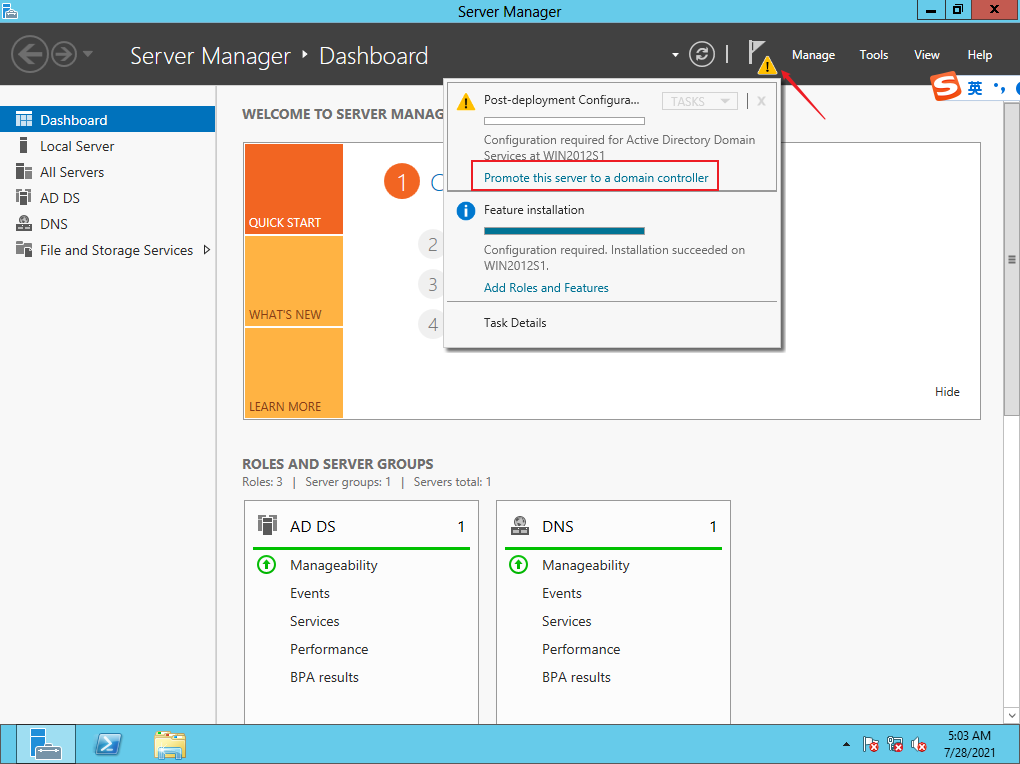 Server Manager
Server Manager ‣ Dashboard
Manage
Tools
View
Help
英
Dashboard
Local Server
All Servers
AD DS
DNS
File and Storage Services
WELCOME TO SERVER MANAG
QUICK START
WHAT'S NEW
LEARN MORE
1
2
3
4
Post-deployment Configura...
TASKS
X
Configuration required for Active Directory Domain
Services at WIN2012S1
Promote this server to a domain controller
Feature installation
Configuration required. Installation succeeded on
WIN2012S1.
Add Roles and Features
Task Details
Hide
ROLES AND SERVER GROUPS
Roles: 3 | Server groups: 1 | Servers total: 1
AD DS 1
Manageability
Events
Services
Performance
BPA results
DNS 1
Manageability
Events
Services
Performance
BPA results
5:03 AM
7/28/2021